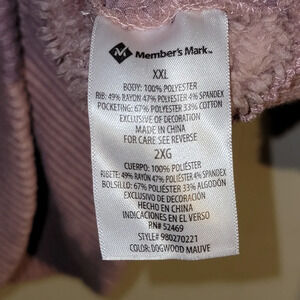 M Member's Mark™
XXL
BODY: 100% POLYESTER
RIB: 49% RAYON 47% POLYESTER 4% SPANDEX
POCKETING: 67% POLYESTER 33% COTTON
EXCLUSIVE OF DECORATION
MADE IN CHINA
FOR CARE SEE REVERSE
2XG
CUERPO: 100% POLIÉSTER
RIBETE: 49% RAYÓN 47% POLIÉSTER 4% SPANDEX
BOLSILLO: 67% POLIÉSTER 33% ALGODÓN
EXCLUSIVO DE DECORACIÓN
HECHO EN CHINA
INDICACIONES EN EL VERSO
RN# 52469
STYLE# 980270221
COLOR: DOGWOOD MAUVE